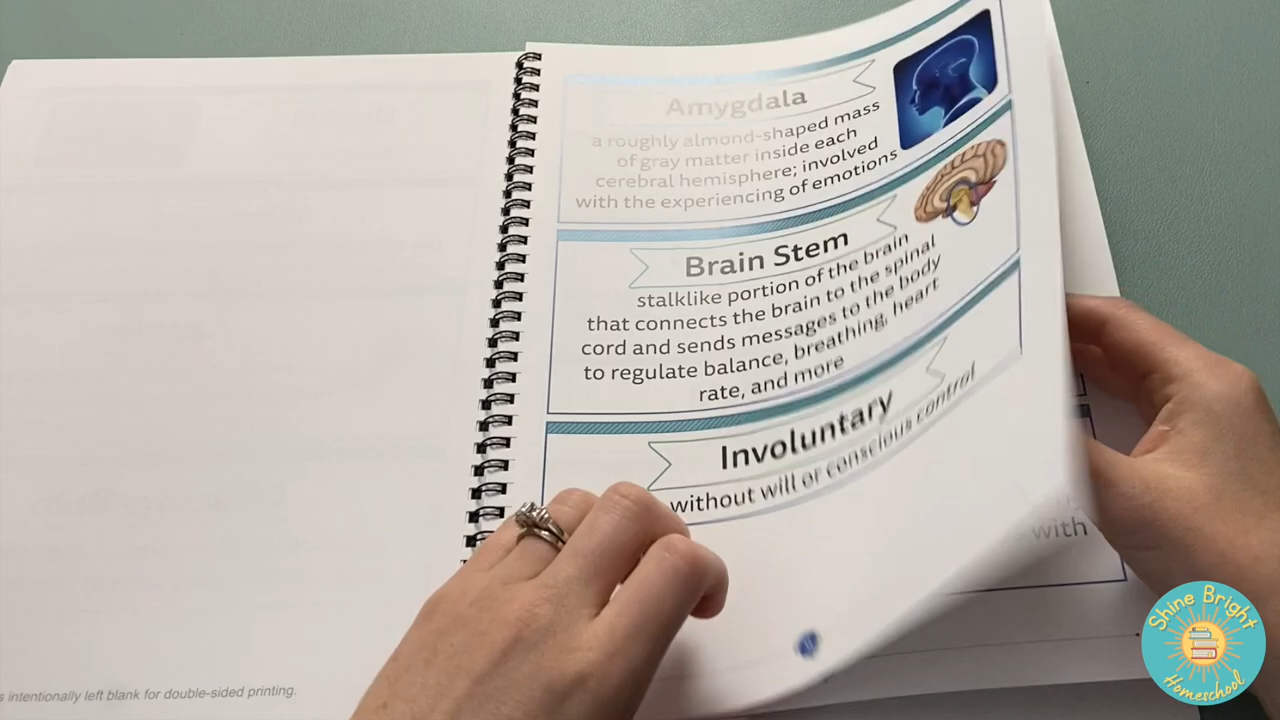 Amygdala
a roughly almond-shaped mass
of gray matter inside each
cerebral hemisphere; involved
with the experiencing of emotions
Brain Stem
stalklike portion of the brain
that connects the brain to the spinal
cord and sends messages to the body
to regulate balance, breathing, heart
rate, and more
Involuntary
without will or conscious control
with
s intentionally left blank for double-sided printing.
Shine Bright
Homeschool